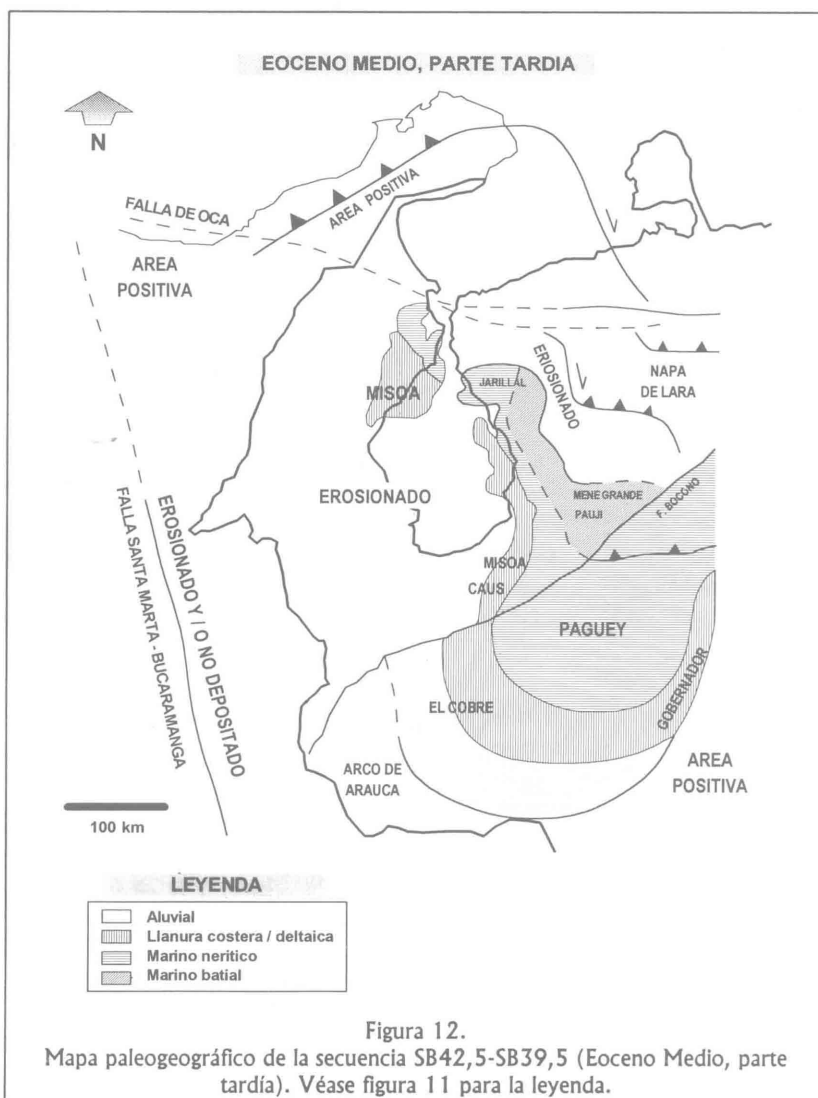 EOCENO MEDIO, PARTE TARDIA
N
FALLA DE OCA
AREA POSITIVA
AREA
POSITIVA
MISOA
JARILLAL
ERIOSIONADO
NAPA
DE LARA
EROSIONADO
MENE GRANDE
PAUJI
F. BOCONO
MISOA
CAUS
PAGUEY
FALLA SANTA MARTA - BUCARAMANGA
EROSIONADO Y / O NO DEPOSITADO
EL COBRE
GOBERNADOR
ARCO DE
ARAUCA
AREA
POSITIVA
100 km
LEYENDA
Aluvial
Llanura costera / deltaica
Marino neritico
Marino batial
Figura 12.
Mapa paleogeográfico de la secuencia SB42,5-SB39,5 (Eoceno Medio, parte
tardía). Véase figura 11 para la leyenda.